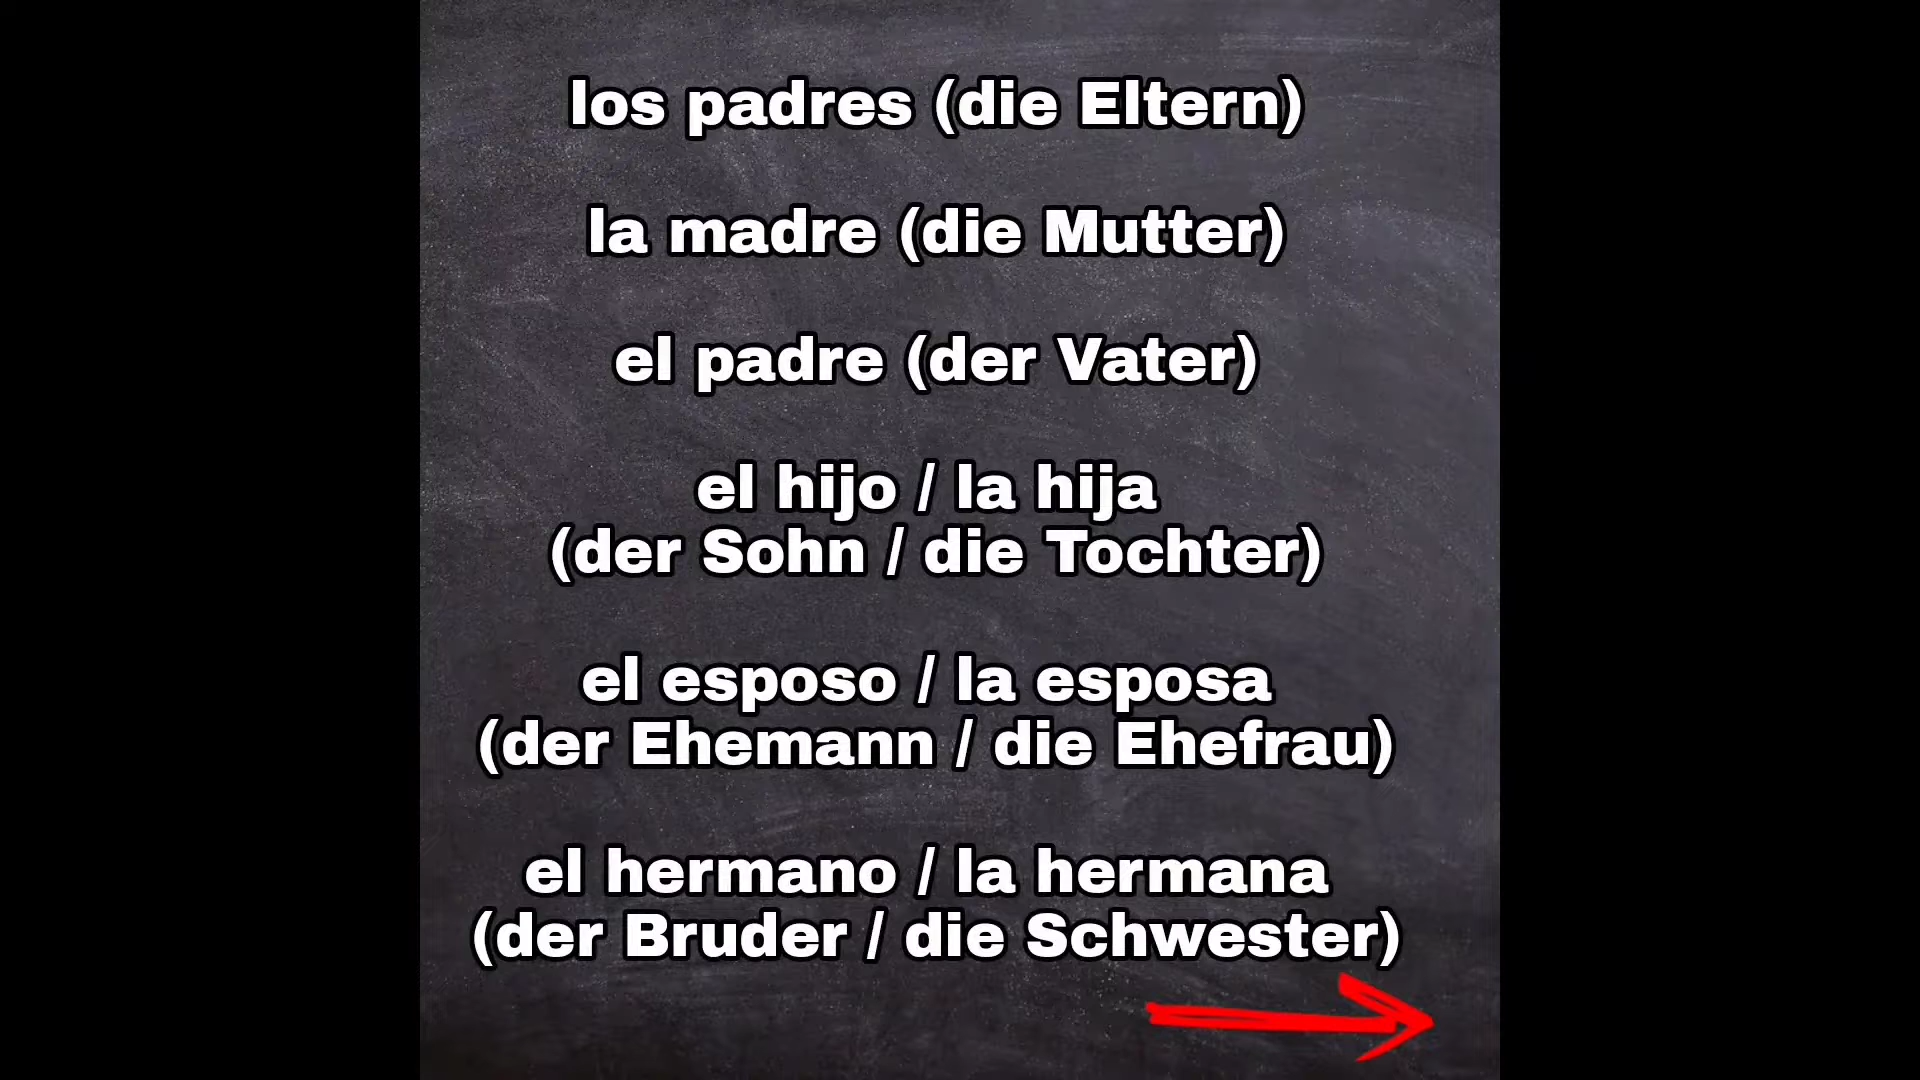 los padres (die Eltern)
la madre (die Mutter)
el padre (der Vater)
el hijo / la hija
(der Sohn / die Tochter)
el esposo / la esposa
(der Ehemann / die Ehefrau)
el hermano / la hermana
(der Bruder / die Schwester)